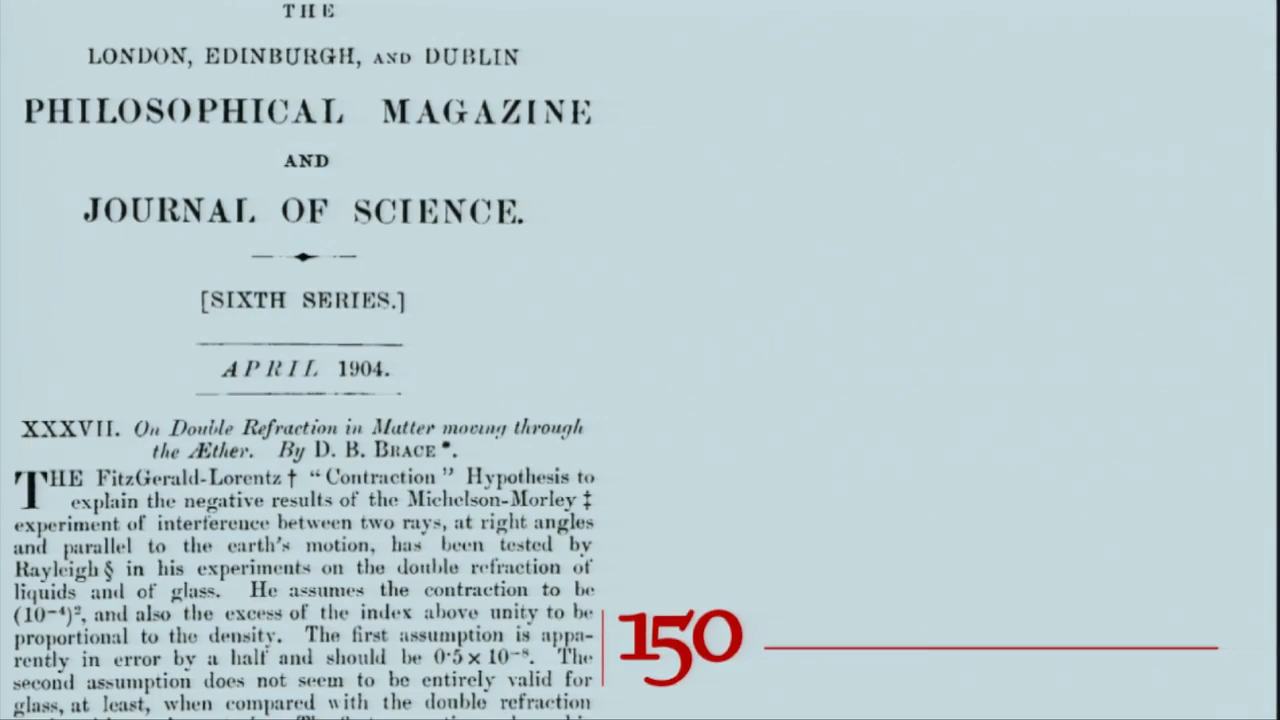 THE
LONDON, EDINBURGH, AND DUBLIN
PHILOSOPHICAL MAGAZINE
AND
JOURNAL OF SCIENCE.
[SIXTH SERIES.]
APRIL 1904.
XXXVII. On Double Refraction in Matter moving through
the Æther. By D. B. BRACE *.
THE FitzGerald-Lorentz † “Contraction” Hypothesis to
explain the negative results of the Michelson-Morley ‡
experiment of interference between two rays, at right angles
and parallel to the earth's motion, has been tested by
Rayleigh § in his experiments on the double refraction of
liquids and of glass. He assumes the contraction to be
(10⁻⁴)², and also the excess of the index above unity to be
proportional to the density. The first assumption is appa-
rently in error by a half and should be 0·5 × 10⁻⁸. The
second assumption does not seem to be entirely valid for
glass, at least, when compared with the double refraction
150